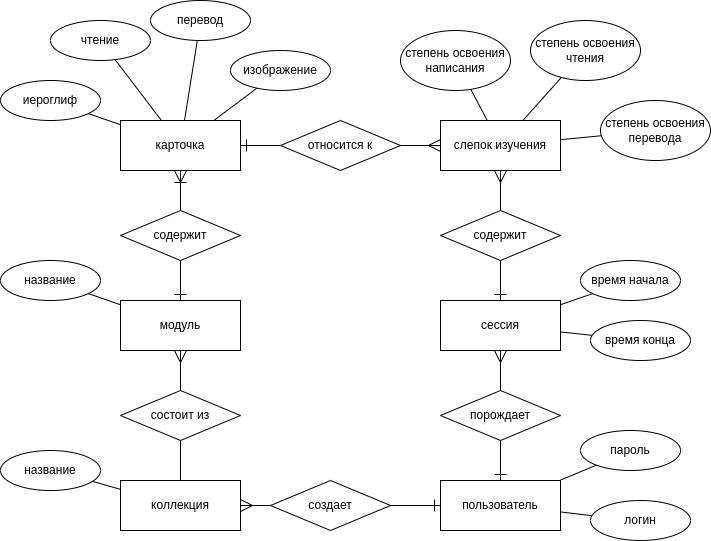 перевод
чтение
изображение
иероглиф
степень освоения
написания
степень освоения
чтения
степень освоения
перевода
карточка
относится к
слепок изучения
содержит
содержит
название
модуль
сессия
время начала
время конца
состоит из
порождает
название
коллекция
создает
пользователь
пароль
логин